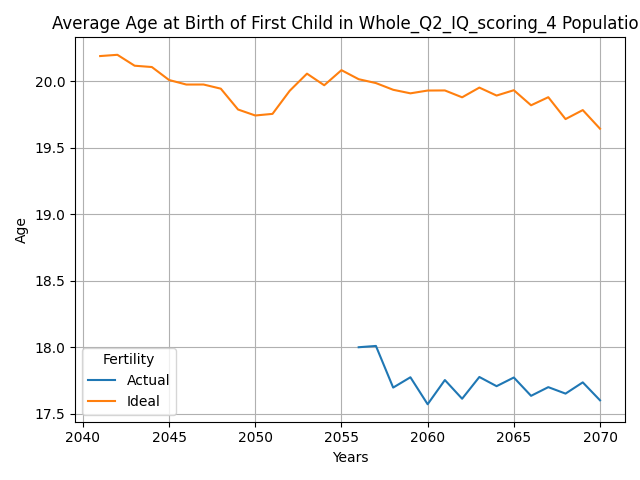 Average Age at Birth of First Child in Whole_Q2_IQ_scoring_4 Populatio
20.0
19.5
19.0
18.5
18.0
17.5
Age
Fertility
Actual
Ideal
2040 2045 2050 2055 2060 2065 2070
Years